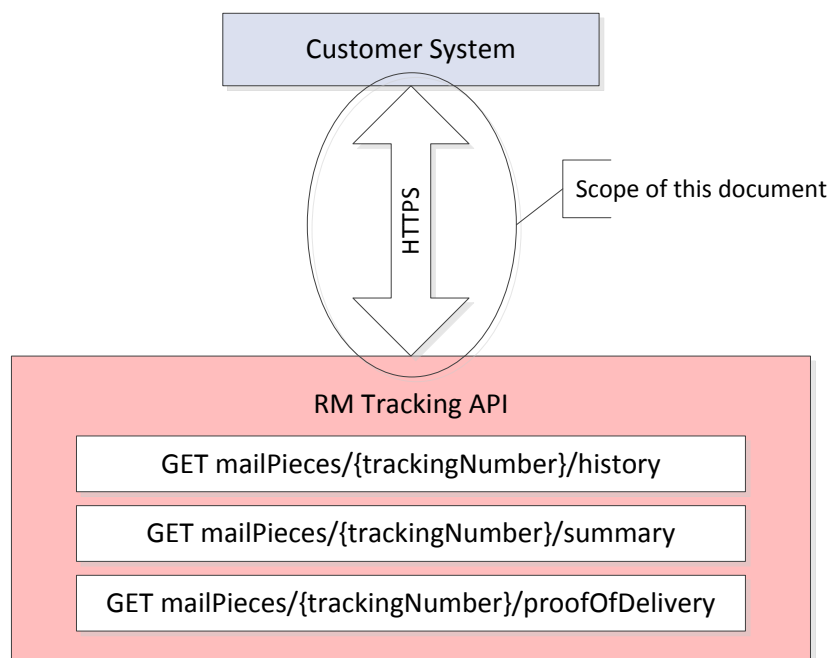 Customer System
HTTPS
Scope of this document
RM Tracking API
GET mailPieces/{trackingNumber}/history
GET mailPieces/{trackingNumber}/summary
GET mailPieces/{trackingNumber}/proofOfDelivery